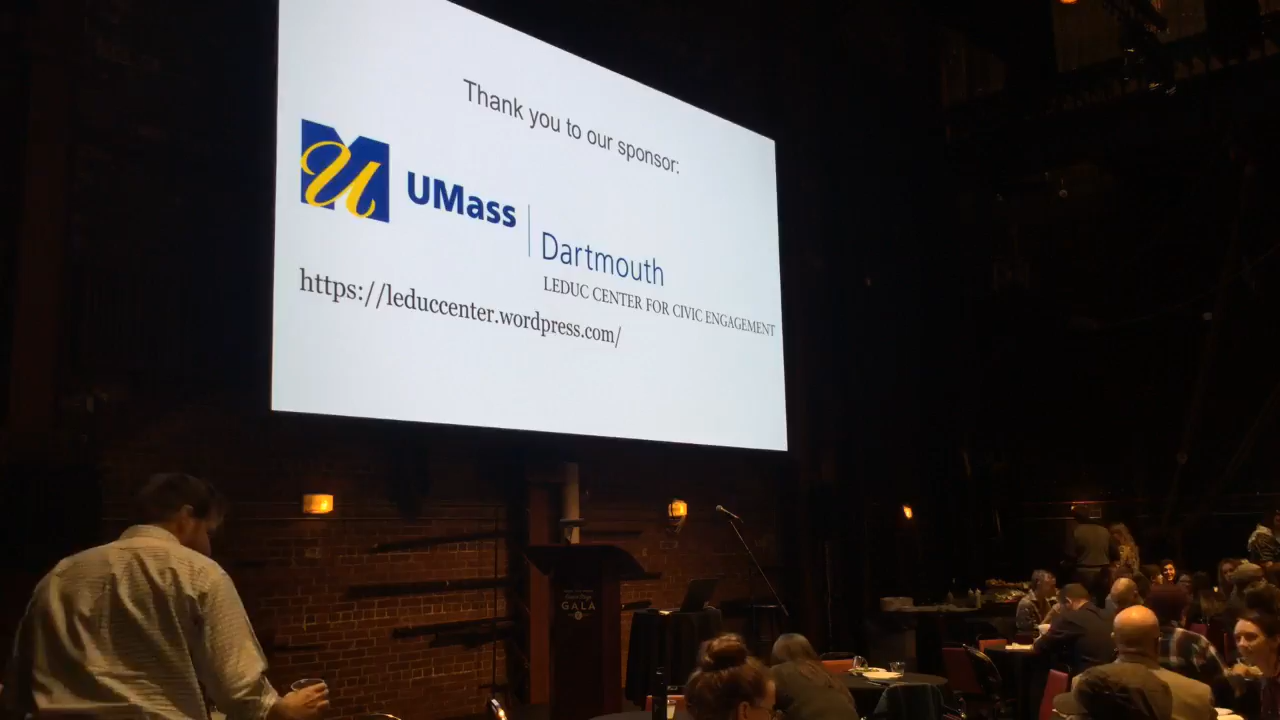 Thank you to our sponsor:
U
UMass
Dartmouth
LEDUC CENTER FOR CIVIC ENGAGEMENT
https://leduccenter.wordpress.com/
GALA